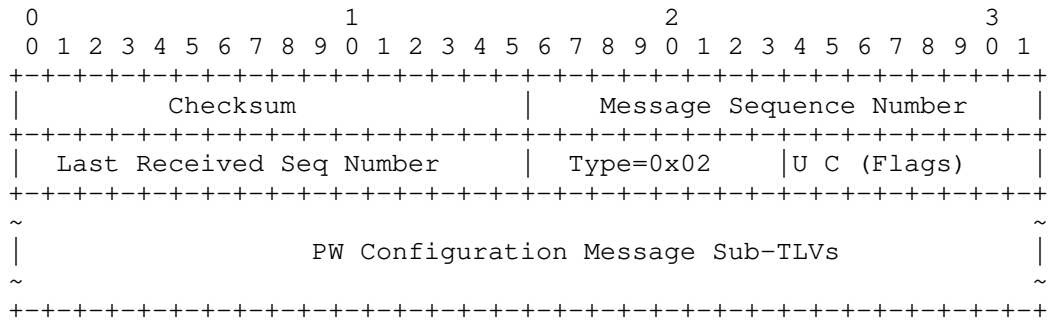 0                   1                   2                   3
 0 1 2 3 4 5 6 7 8 9 0 1 2 3 4 5 6 7 8 9 0 1 2 3 4 5 6 7 8 9 0 1
+-+-+-+-+-+-+-+-+-+-+-+-+-+-+-+-+-+-+-+-+-+-+-+-+-+-+-+-+-+-+-+-+
|         Checksum              |    Message Sequence Number    |
+-+-+-+-+-+-+-+-+-+-+-+-+-+-+-+-+-+-+-+-+-+-+-+-+-+-+-+-+-+-+-+-+
|  Last Received Seq Number     |  Type=0x02    |U C (Flags)    |
+-+-+-+-+-+-+-+-+-+-+-+-+-+-+-+-+-+-+-+-+-+-+-+-+-+-+-+-+-+-+-+-+
~                                                               ~
|                  PW Configuration Message Sub-TLVs            |
~                                                               ~
+-+-+-+-+-+-+-+-+-+-+-+-+-+-+-+-+-+-+-+-+-+-+-+-+-+-+-+-+-+-+-+-+